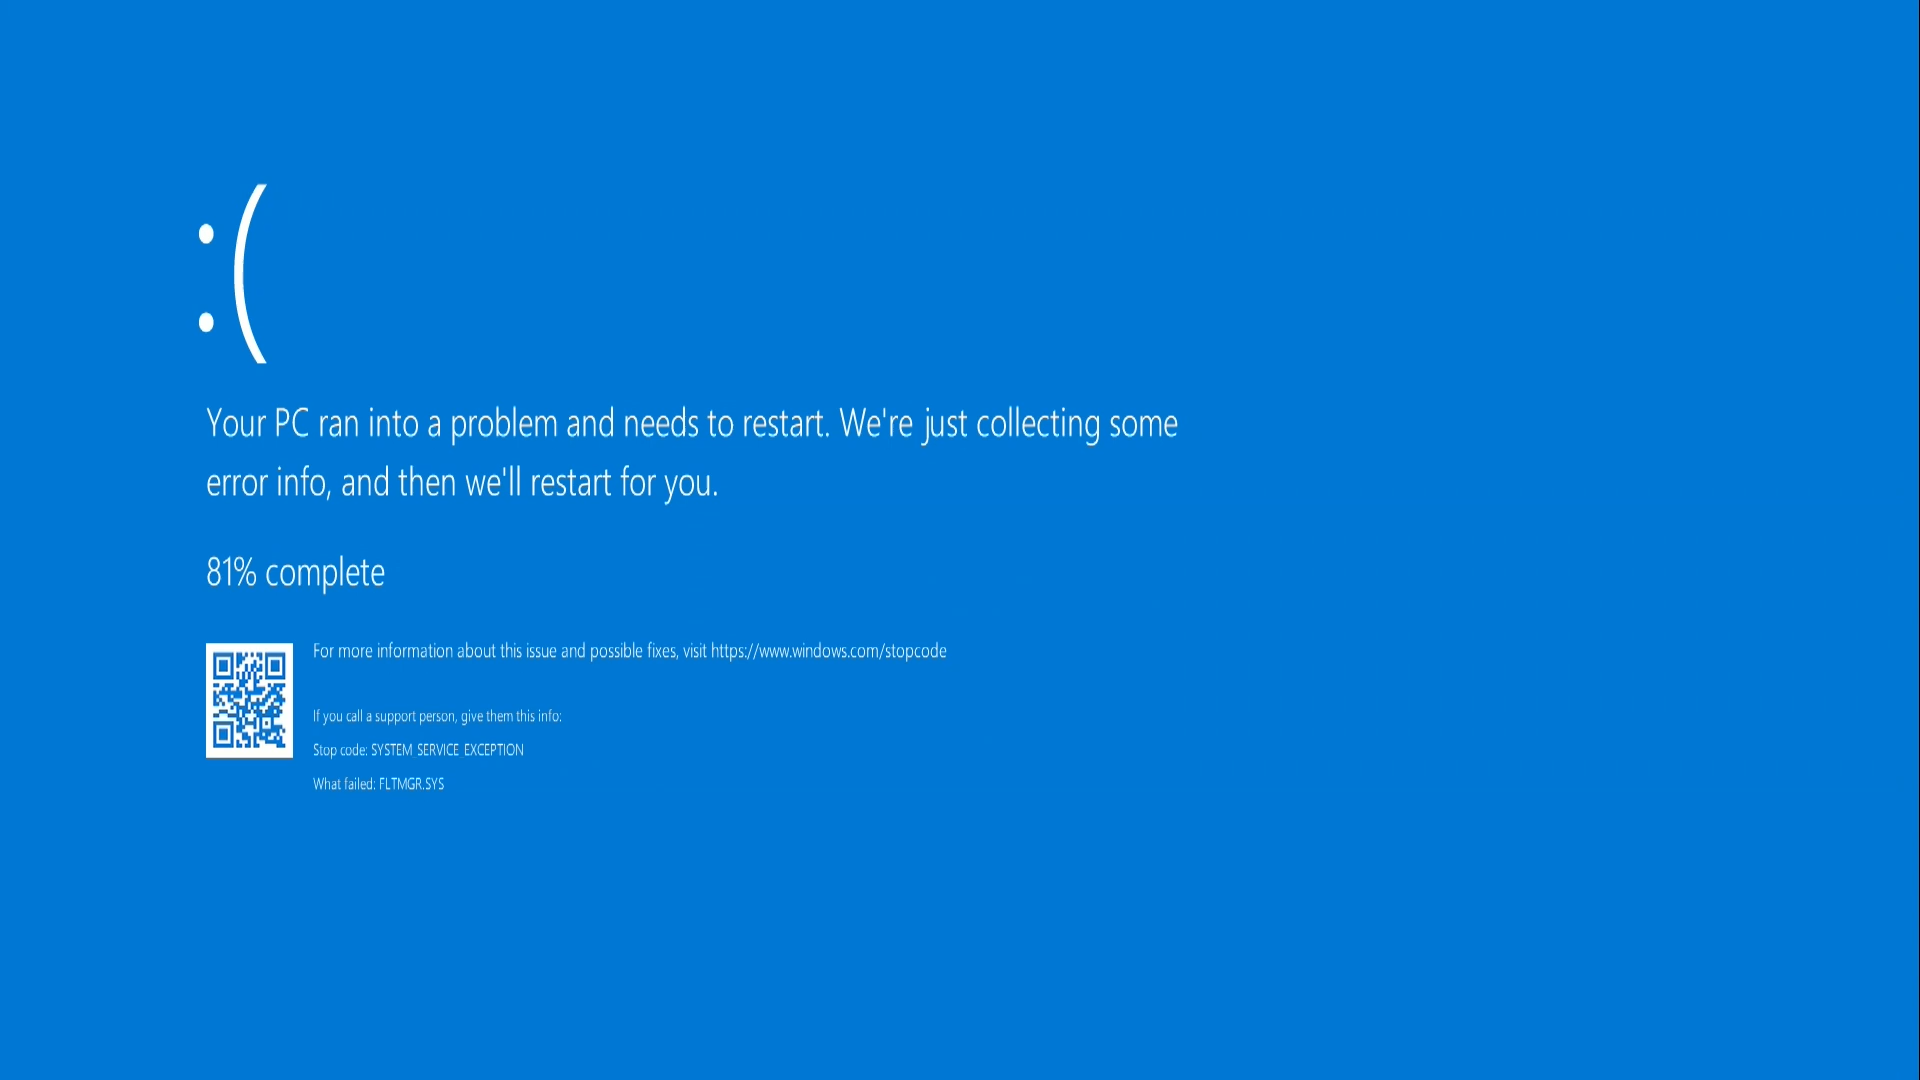 :(
Your PC ran into a problem and needs to restart. We're just collecting some
error info, and then we'll restart for you.
81% complete
For more information about this issue and possible fixes, visit https://www.windows.com/stopcode
If you call a support person, give them this info:
Stop code: SYSTEM_SERVICE_EXCEPTION
What failed: FLTMGR.SYS